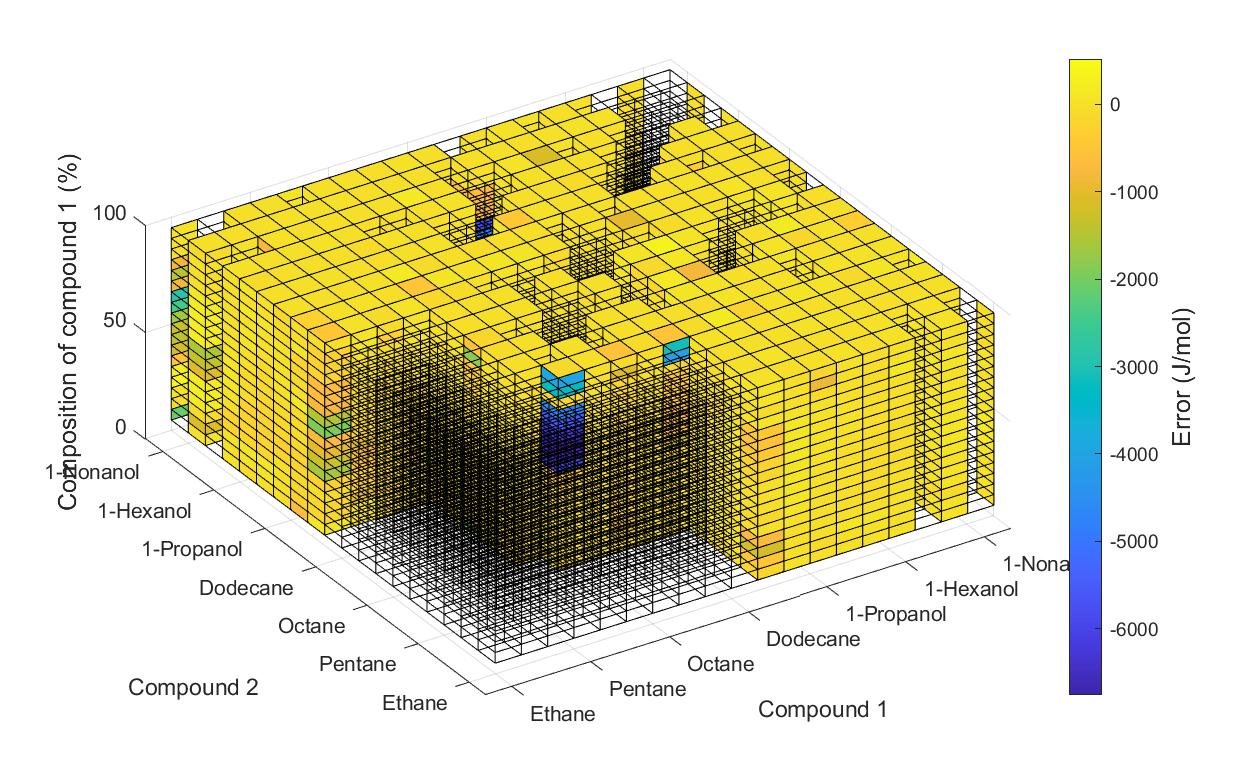 Composition of compound 1 (%)
100
50
0
1-Nonanol
1-Hexanol
1-Propanol
Dodecane
Octane
Pentane
Ethane
Compound 2
Ethane
Pentane
Octane
Dodecane
1-Propanol
1-Hexanol
1-Nona
Compound 1
0
-1000
-2000
-3000
-4000
-5000
-6000
Error (J/mol)